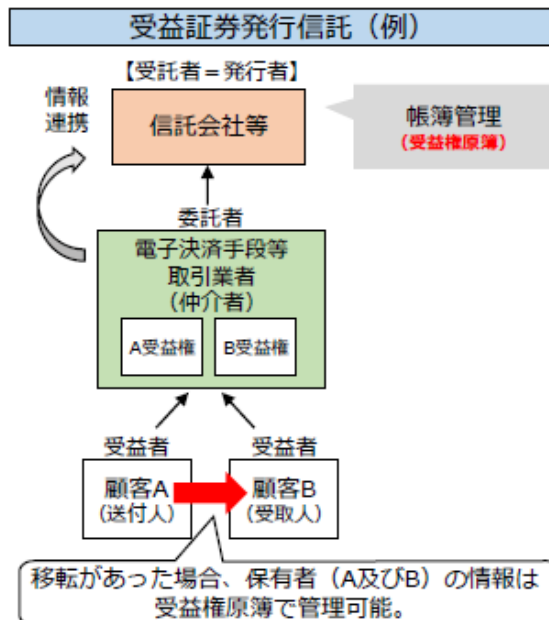 受益証券発行信託（例）
【受託者＝発行者】
情報
連携
信託会社等
帳簿管理
（受益権原簿）
委託者
電子決済手段等
取引業者
（仲介者）
A受益権
B受益権
受益者
受益者
顧客A
（送付人）
顧客B
（受取人）
移転があった場合、保有者（A及びB）の情報は
受益権原簿で管理可能。